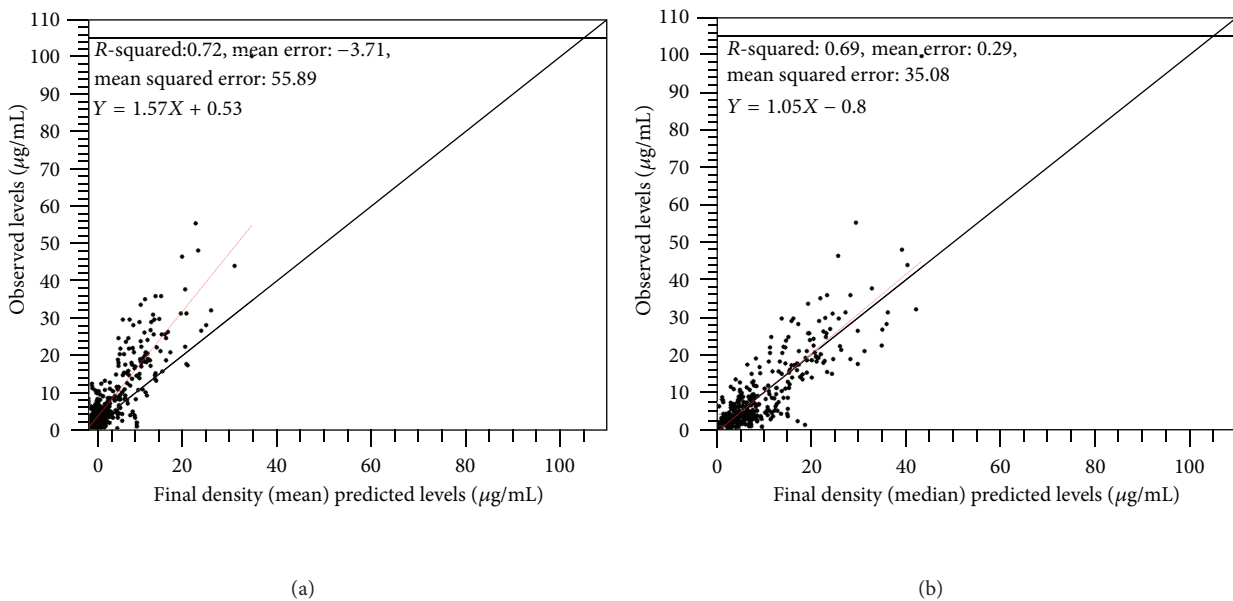 110
100
90
80
70
60
50
40
30
20
10
0
Observed levels (μg/mL)
R-squared:0.72, mean error: −3.71,
mean squared error: 55.89
Y = 1.57X + 0.53
0 20 40 60 80 100
Final density (mean) predicted levels (μg/mL)
(a)
110
100
90
80
70
60
50
40
30
20
10
0
Observed levels (μg/mL)
R-squared: 0.69, mean error: 0.29,
mean squared error: 35.08
Y = 1.05X − 0.8
0 20 40 60 80 100
Final density (median) predicted levels (μg/mL)
(b)